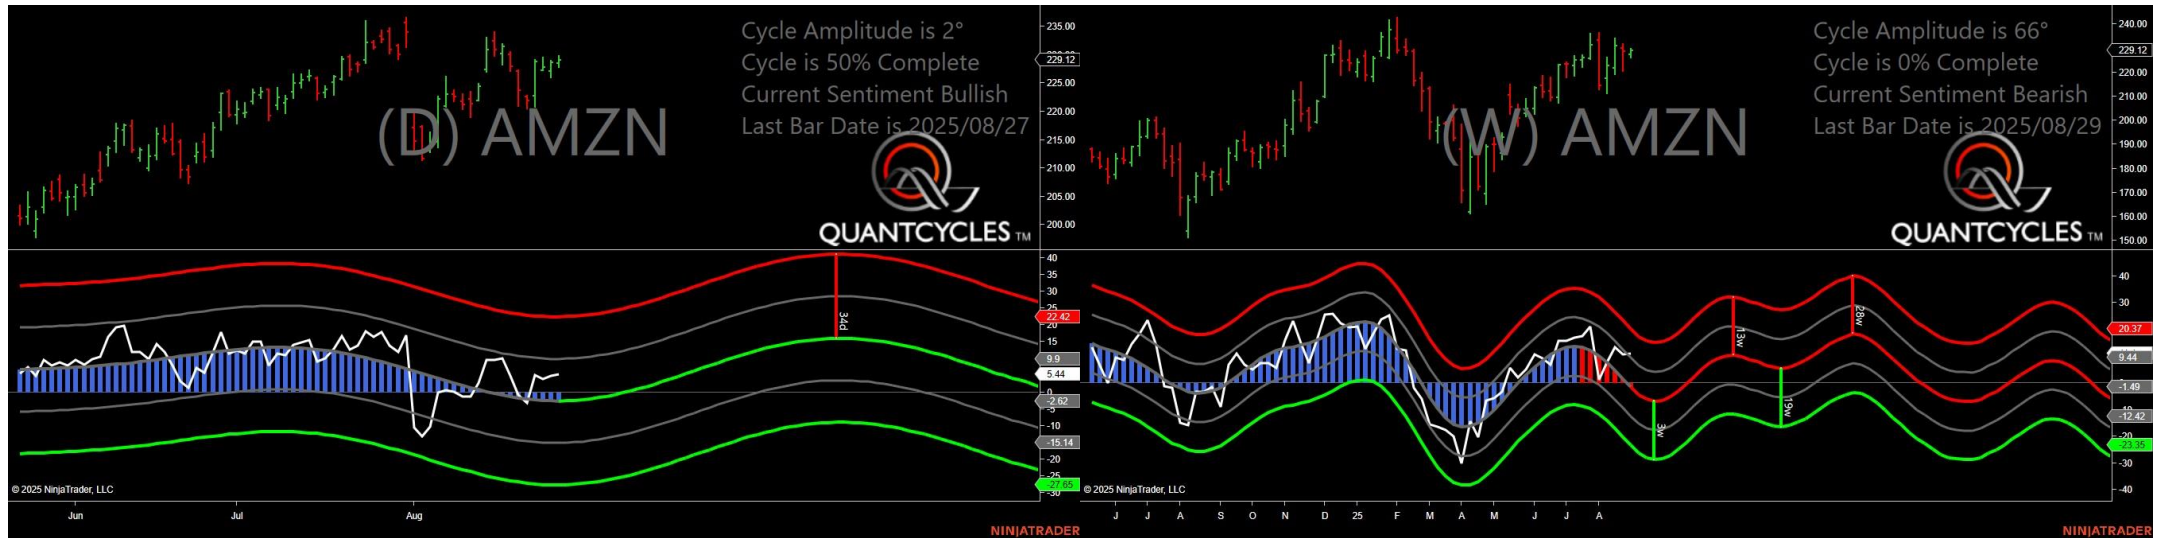 Cycle Amplitude is 2°
Cycle is 50% Complete
Current Sentiment Bullish
Last Bar Date is 2025/08/27
(D) AMZN
QUANTCYCLES TM
235.00
229.12
225.00
220.00
215.00
210.00
205.00
200.00
40
35
30
25
22.42
20
15
9.9
5.44
0
-2.62
-5
-10
-15.14
-20
-25
-27.65
-30
34d
© 2025 NinjaTrader, LLC
Jun Jul Aug
NINJATRADER
Cycle Amplitude is 66°
Cycle is 0% Complete
Current Sentiment Bearish
Last Bar Date is 2025/08/29
(W) AMZN
QUANTCYCLES TM
240.00
229.12
220.00
210.00
200.00
190.00
180.00
170.00
160.00
150.00
40
30
20.37
9.44
-1.49
-12.42
-20
-23.35
-30
-40
3w
13w
19w
28w
© 2025 NinjaTrader, LLC
J J A S O N D 25 F M A M J J A
NINJATRADER